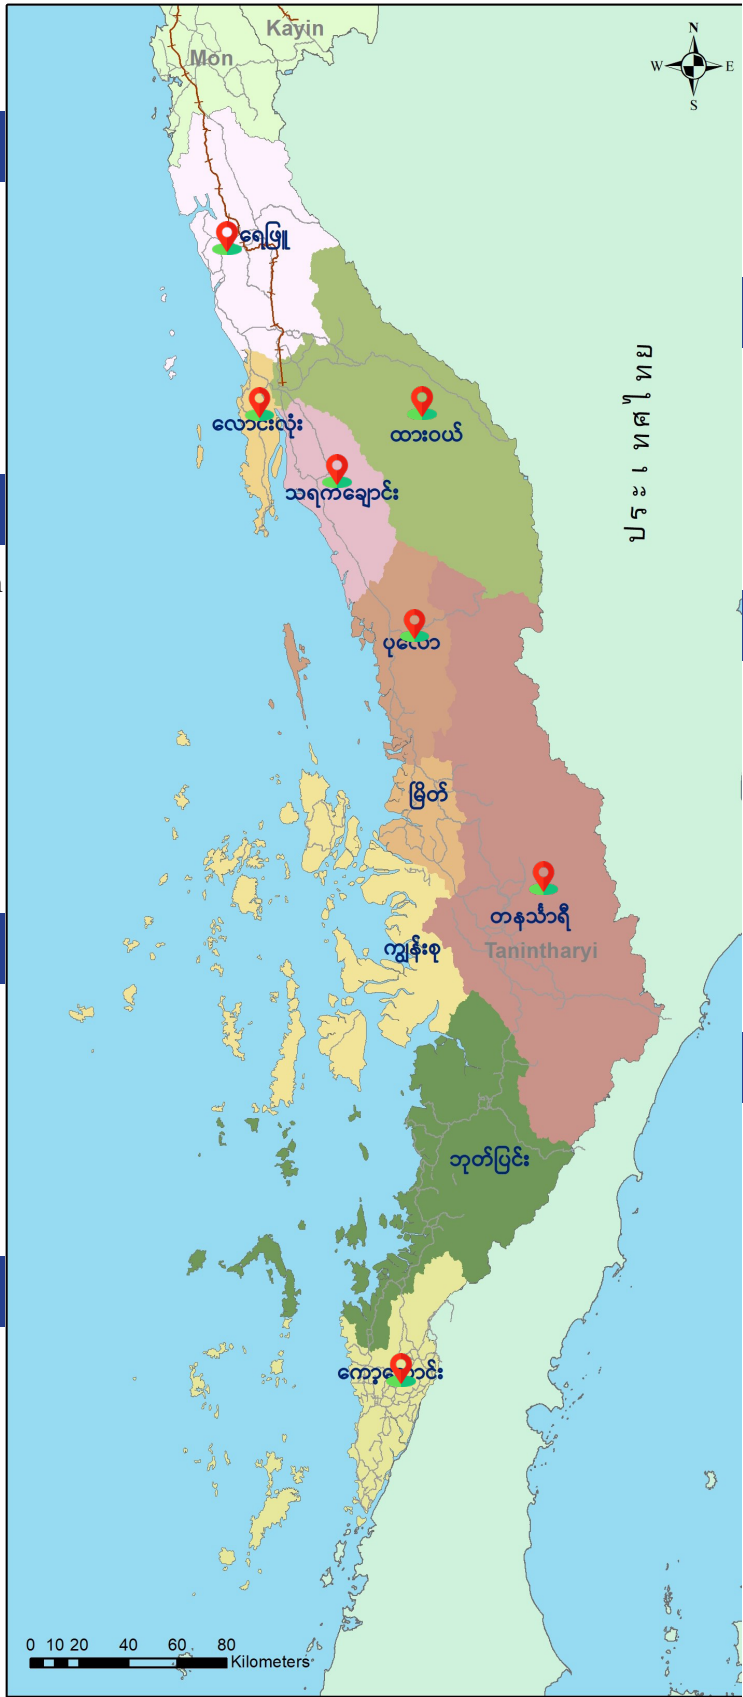 Kayin
Mon
N
W
E
S
ရေဖြူ
ประเทศไทย
လောင်းလုံး
ထားဝယ်
သရက်ချောင်း
ပုလော
မြိတ်
တနင်္သာရီ
Tanintharyi
ကျွန်းစု
ဘုတ်ပြင်း
ကော့သောင်း
0 10 20 40 60 80
Kilometers